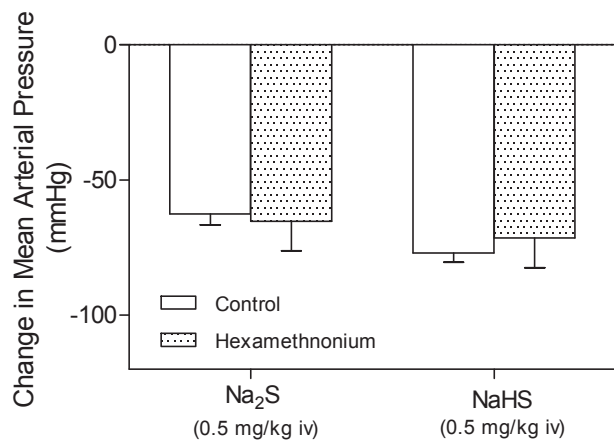 Change in Mean Arterial Pressure
(mmHg)
0
-50
-100
Control
Hexamethnonium
Na₂S
(0.5 mg/kg iv)
NaHS
(0.5 mg/kg iv)